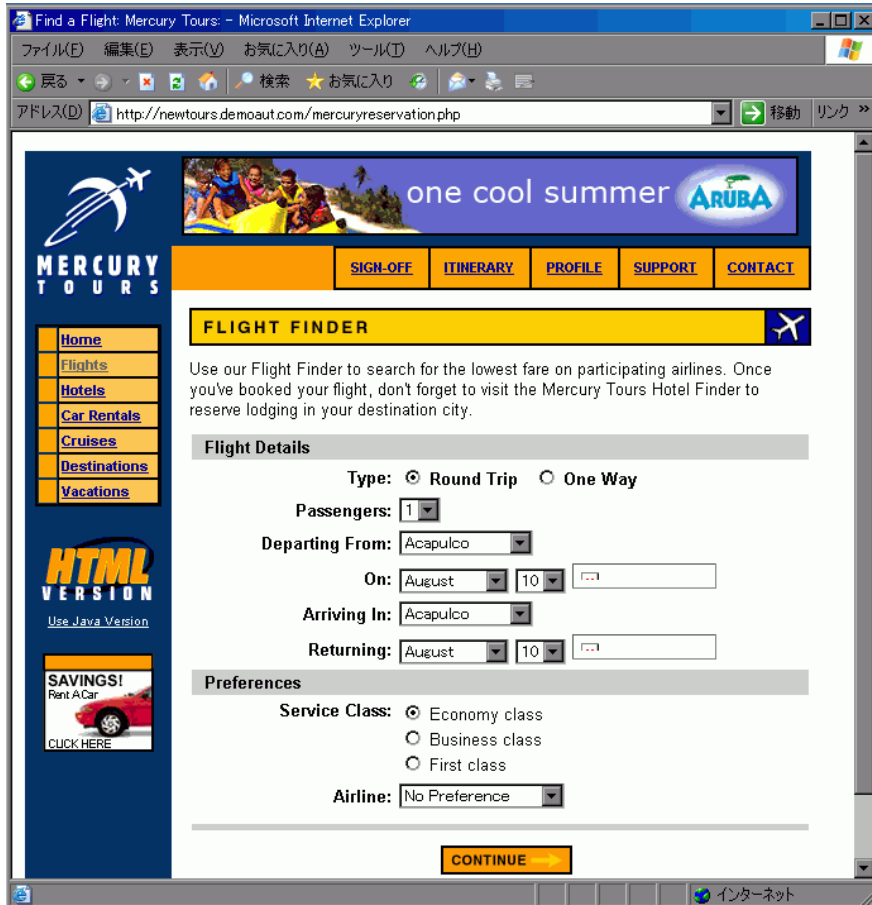 Find a Flight: Mercury Tours: - Microsoft Internet Explorer
ファイル(F) 編集(E) 表示(V) お気に入り(A) ツール(T) ヘルプ(H)
戻る 検索 お気に入り
アドレス(D) http://newtours.demoaut.com/mercuryreservation.php 移動 リンク »
one cool summer ARUBA
MERCURY
TOURS
SIGN-OFF ITINERARY PROFILE SUPPORT CONTACT
FLIGHT FINDER
Home
Flights
Hotels
Car Rentals
Cruises
Destinations
Vacations
HTML
VERSION
Use Java Version
SAVINGS!
Rent A Car
CLICK HERE
Use our Flight Finder to search for the lowest fare on participating airlines. Once
you've booked your flight, don't forget to visit the Mercury Tours Hotel Finder to
reserve lodging in your destination city.
Flight Details
Type: Round Trip One Way
Passengers: 1
Departing From: Acapulco
On: August 10 ...
Arriving In: Acapulco
Returning: August 10 ...
Preferences
Service Class: Economy class
Business class
First class
Airline: No Preference
CONTINUE
インターネット